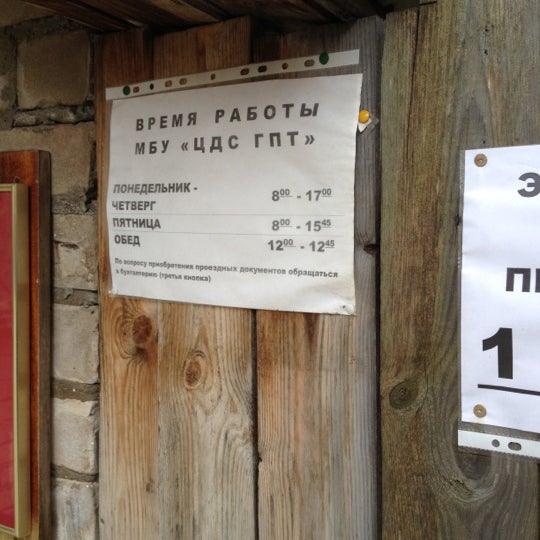 ВРЕМЯ РАБОТЫ
МБУ «ЦДС ГПТ»
ПОНЕДЕЛЬНИК -
ЧЕТВЕРГ 8⁰⁰ - 17⁰⁰
ПЯТНИЦА 8⁰⁰ - 15⁴⁵
ОБЕД 12⁰⁰ - 12⁴⁵
По вопросу приобретения проездных документов обращаться
в бухгалтерию (третья кнопка)
1